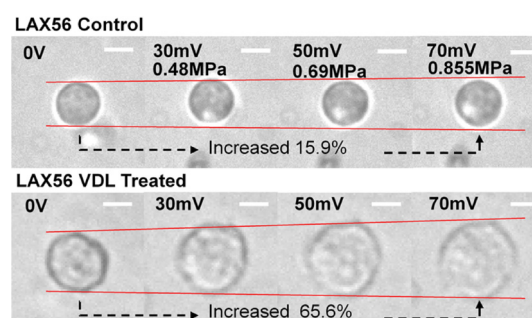 LAX56 Control
0V 30mV 50mV 70mV
0.48MPa 0.69MPa 0.855MPa
Increased 15.9%
LAX56 VDL Treated
0V 30mV 50mV 70mV
Increased 65.6%